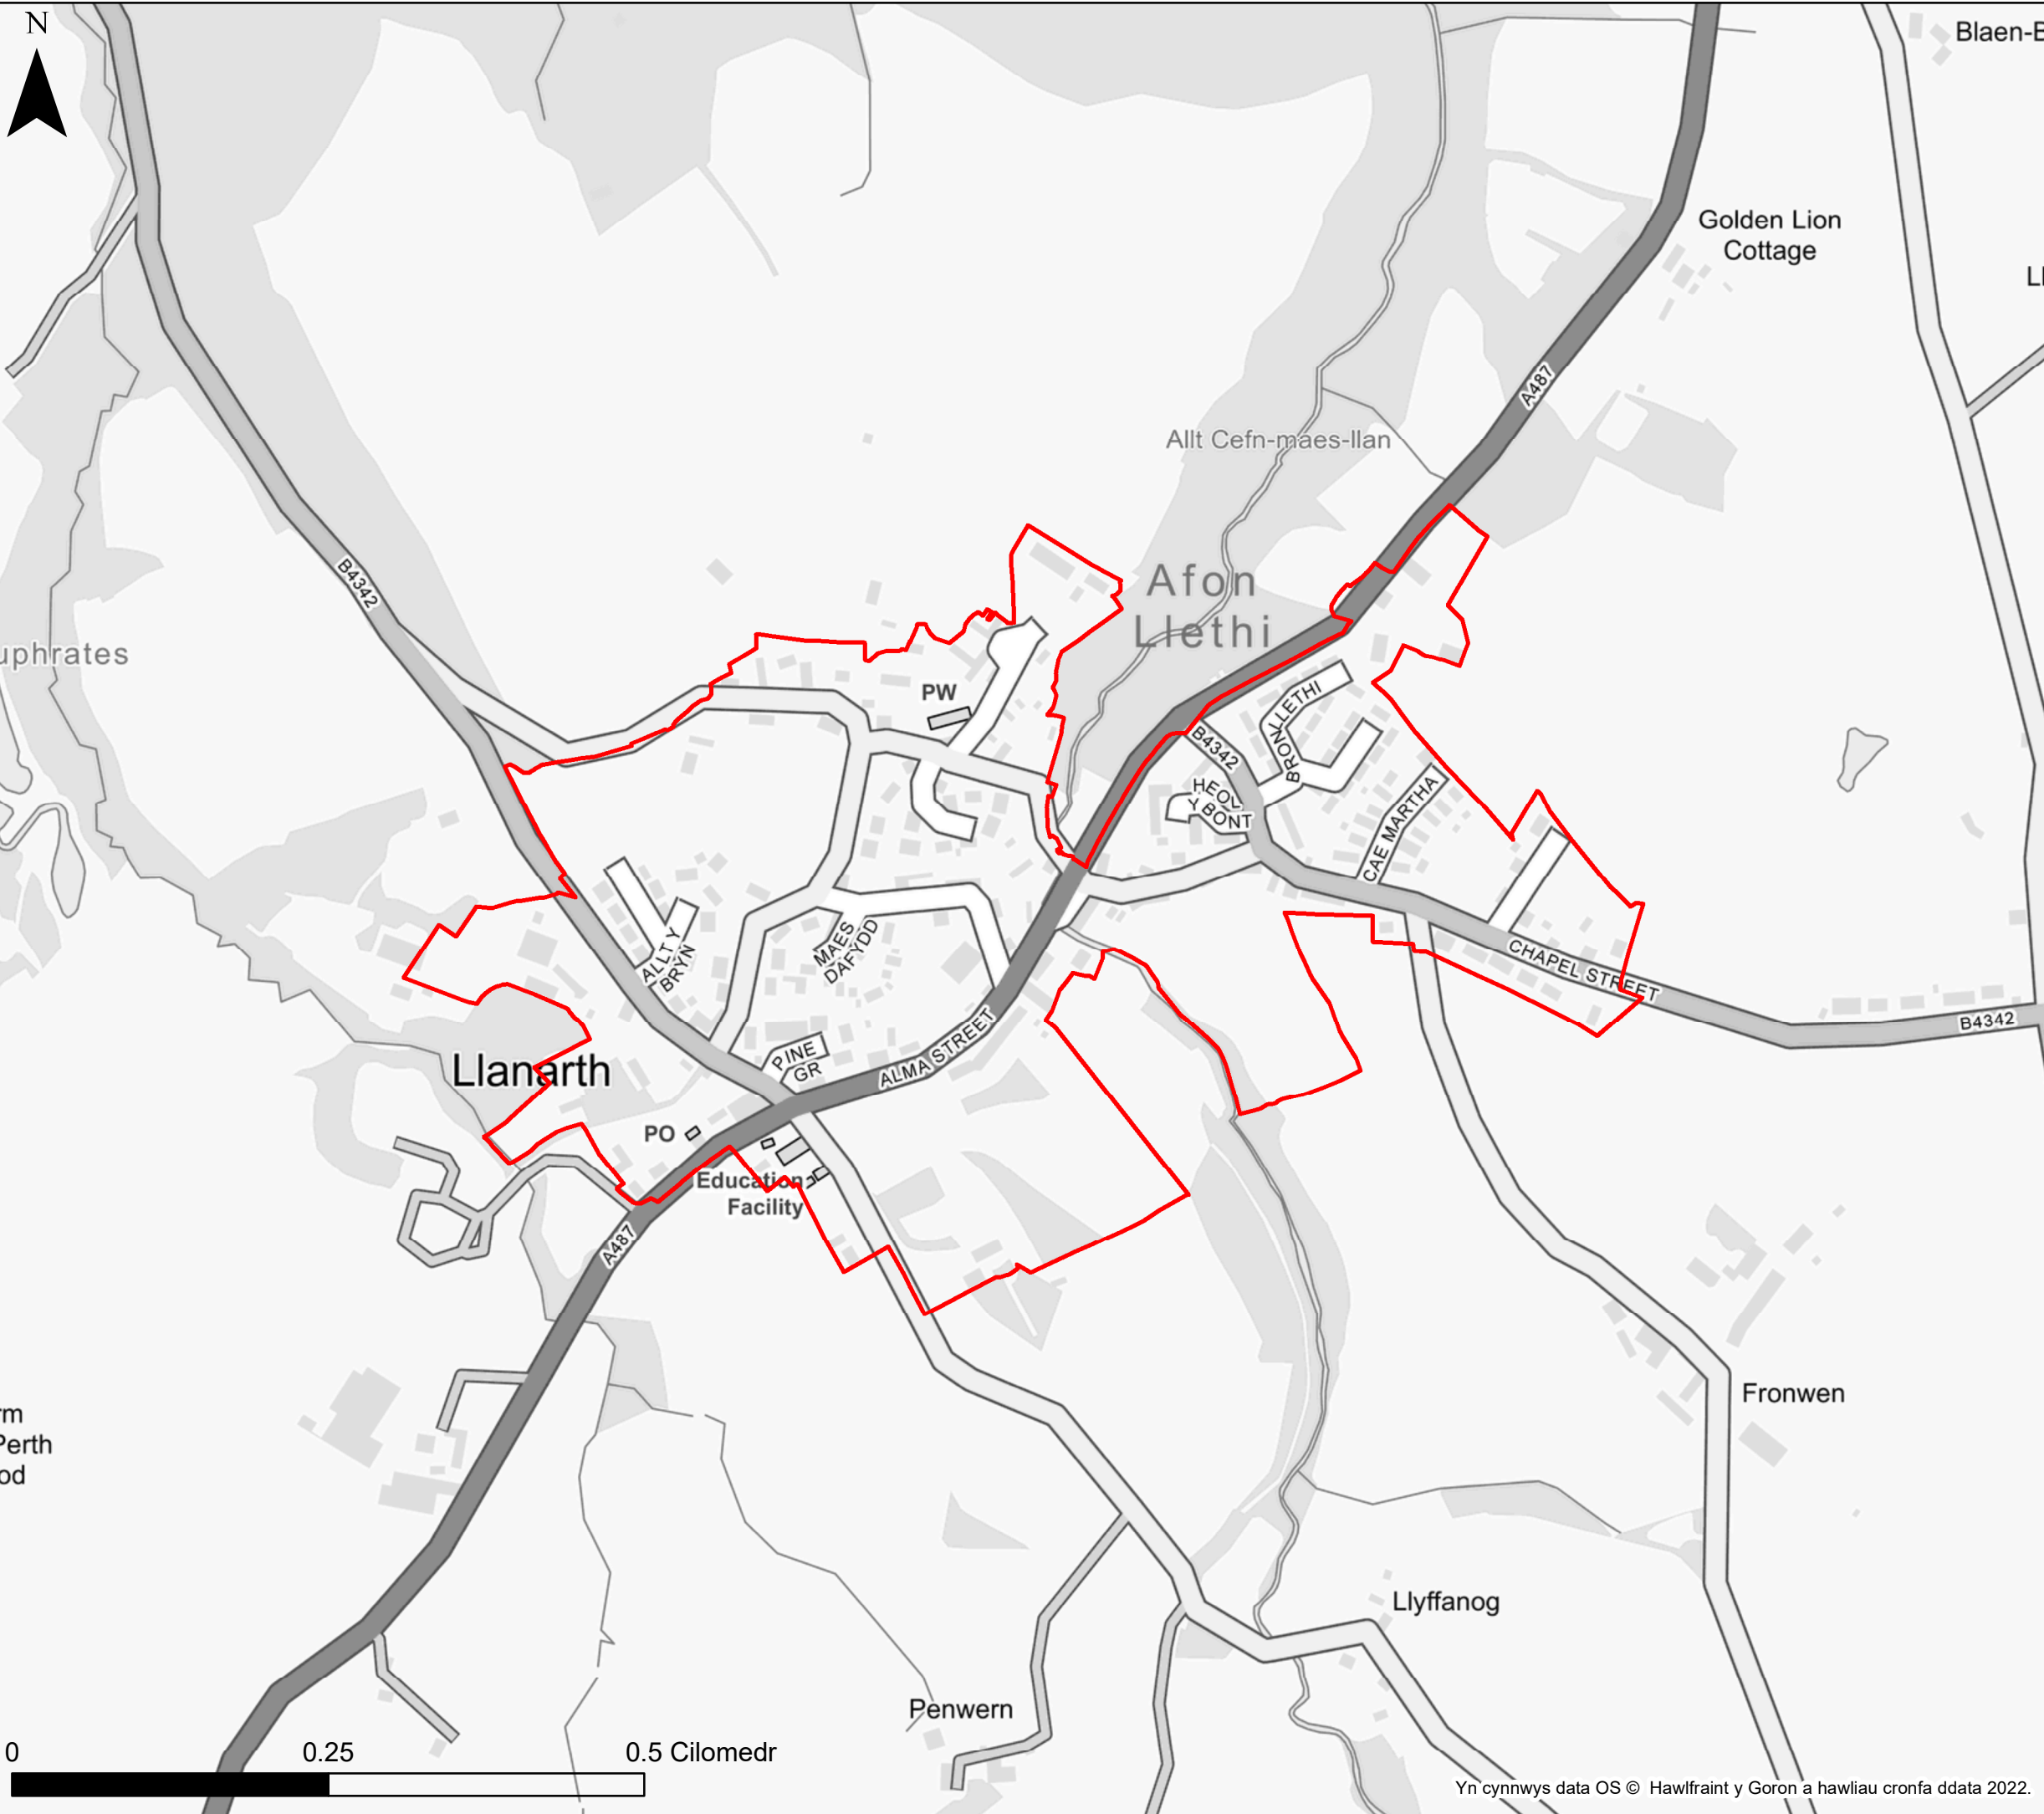 N
Blaen-B
Golden Lion
Cottage
Ll
A487
Allt Cefn-maes-llan
B4342
Afon
Llethi
uphrates
PW
BRON LLETHI
B4342
HEOL
Y BONT
CAE MARTHA
MAES
DAFYDD
ALLT Y
BRYN
CHAPEL STREET
B4342
ALMA STREET
PINE
GR
Llanarth
PO
Education
Facility
A487
Fronwen
rm
Perth
od
Llyffanog
Penwern
0 0.25 0.5 Cilomedr
Yn cynnwys data OS © Hawlfraint y Goron a hawliau cronfa ddata 2022.